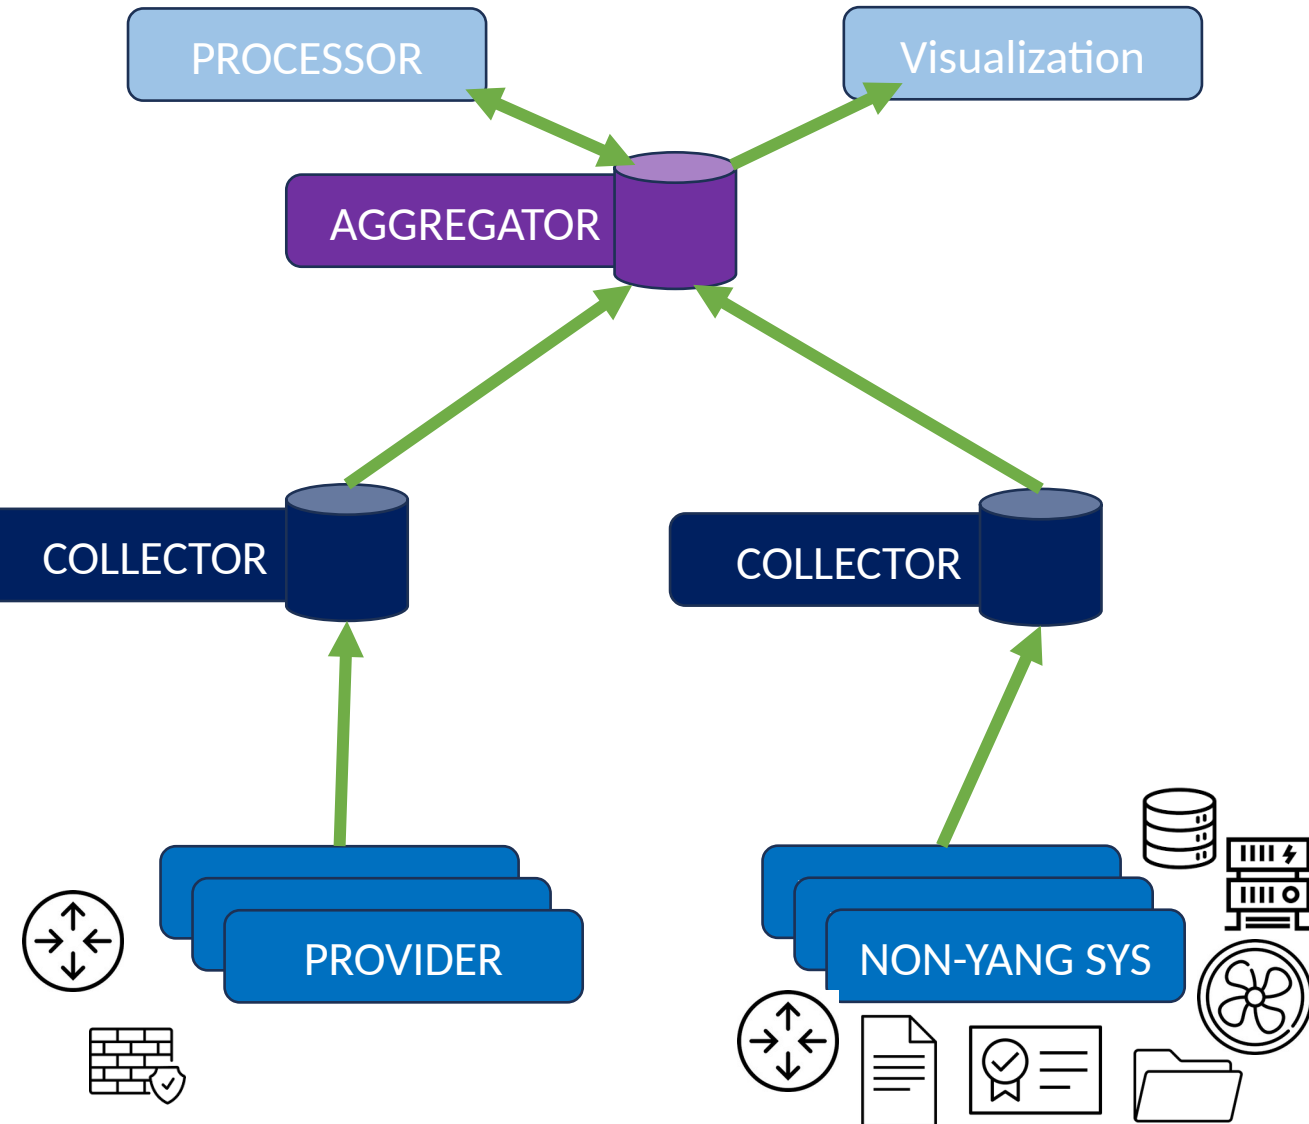 PROCESSOR
Visualization
AGGREGATOR
COLLECTOR
COLLECTOR
PROVIDER
NON-YANG SYS